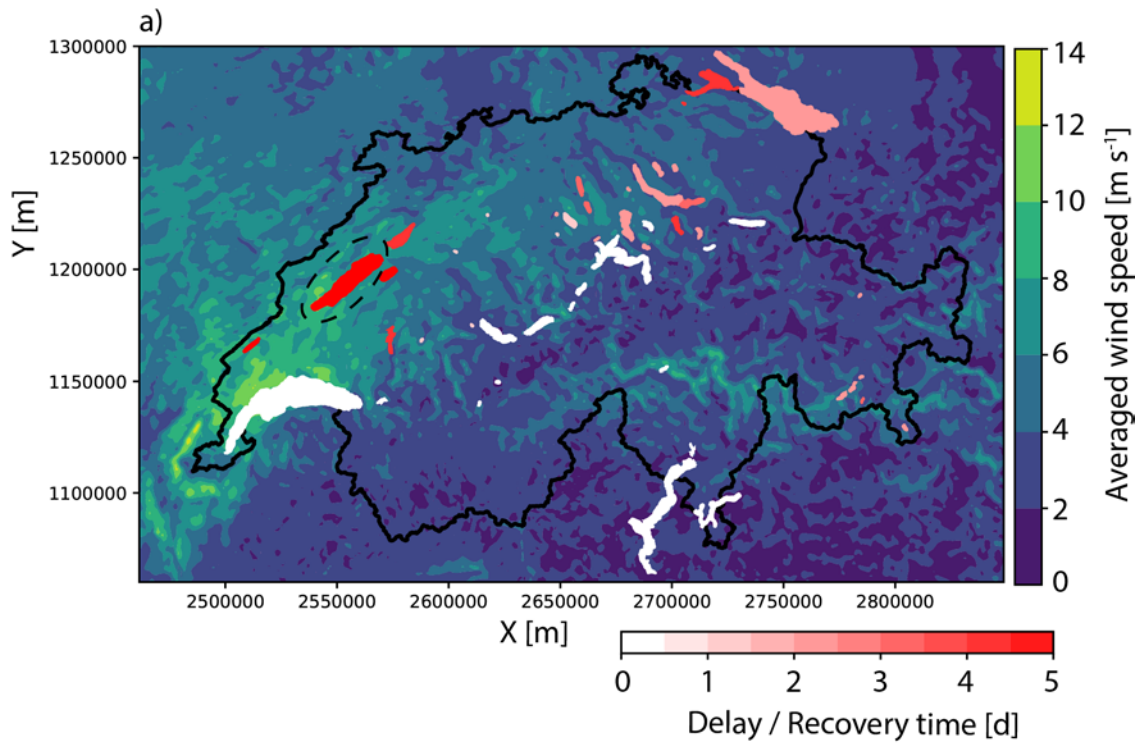 a)
1300000
1250000
1200000
1150000
1100000
Y [m]
2500000 2550000 2600000 2650000 2700000 2750000 2800000
X [m]
14
12
10
8
6
4
2
0
Averaged wind speed [m s⁻¹]
0 1 2 3 4 5
Delay / Recovery time [d]